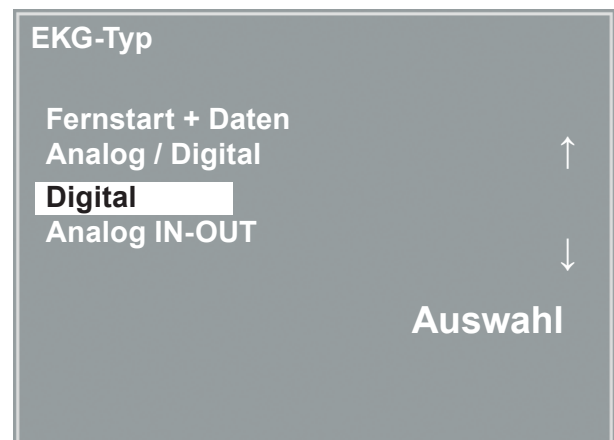 EKG-Typ
Fernstart + Daten
Analog / Digital
↑
Digital
Analog IN-OUT
↓
Auswahl